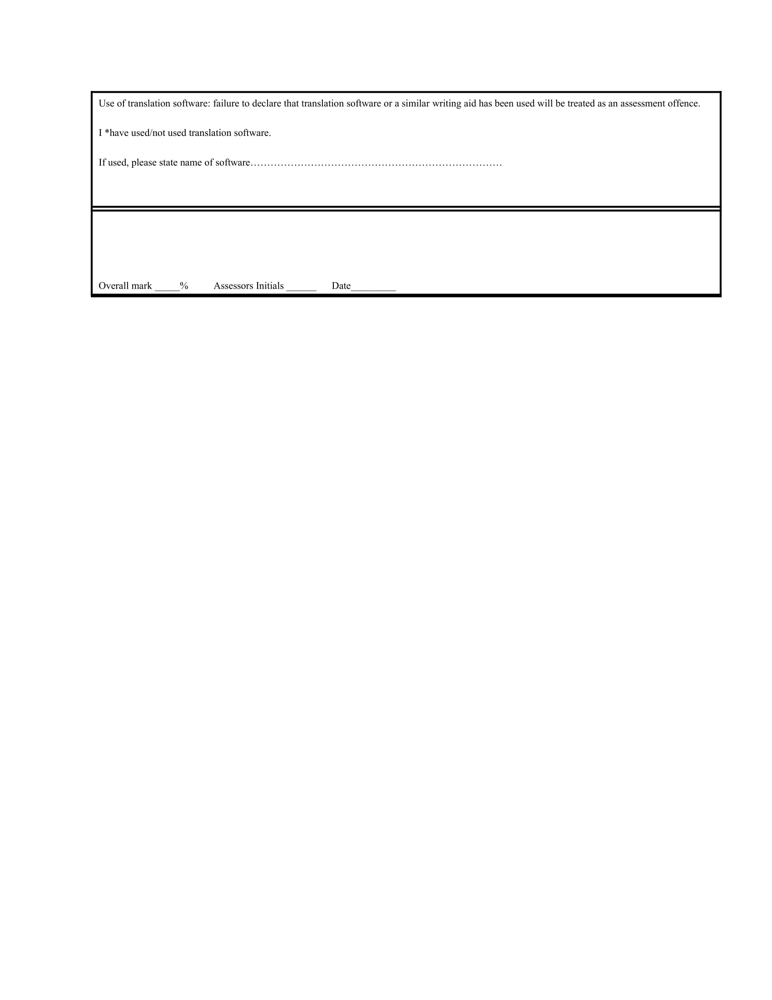 Use of translation software: failure to declare that translation software or a similar writing aid has been used will be treated as an assessment offence.
I *have used/not used translation software.
If used, please state name of software…………………………………………………………………
Overall mark _____% Assessors Initials ______ Date_________